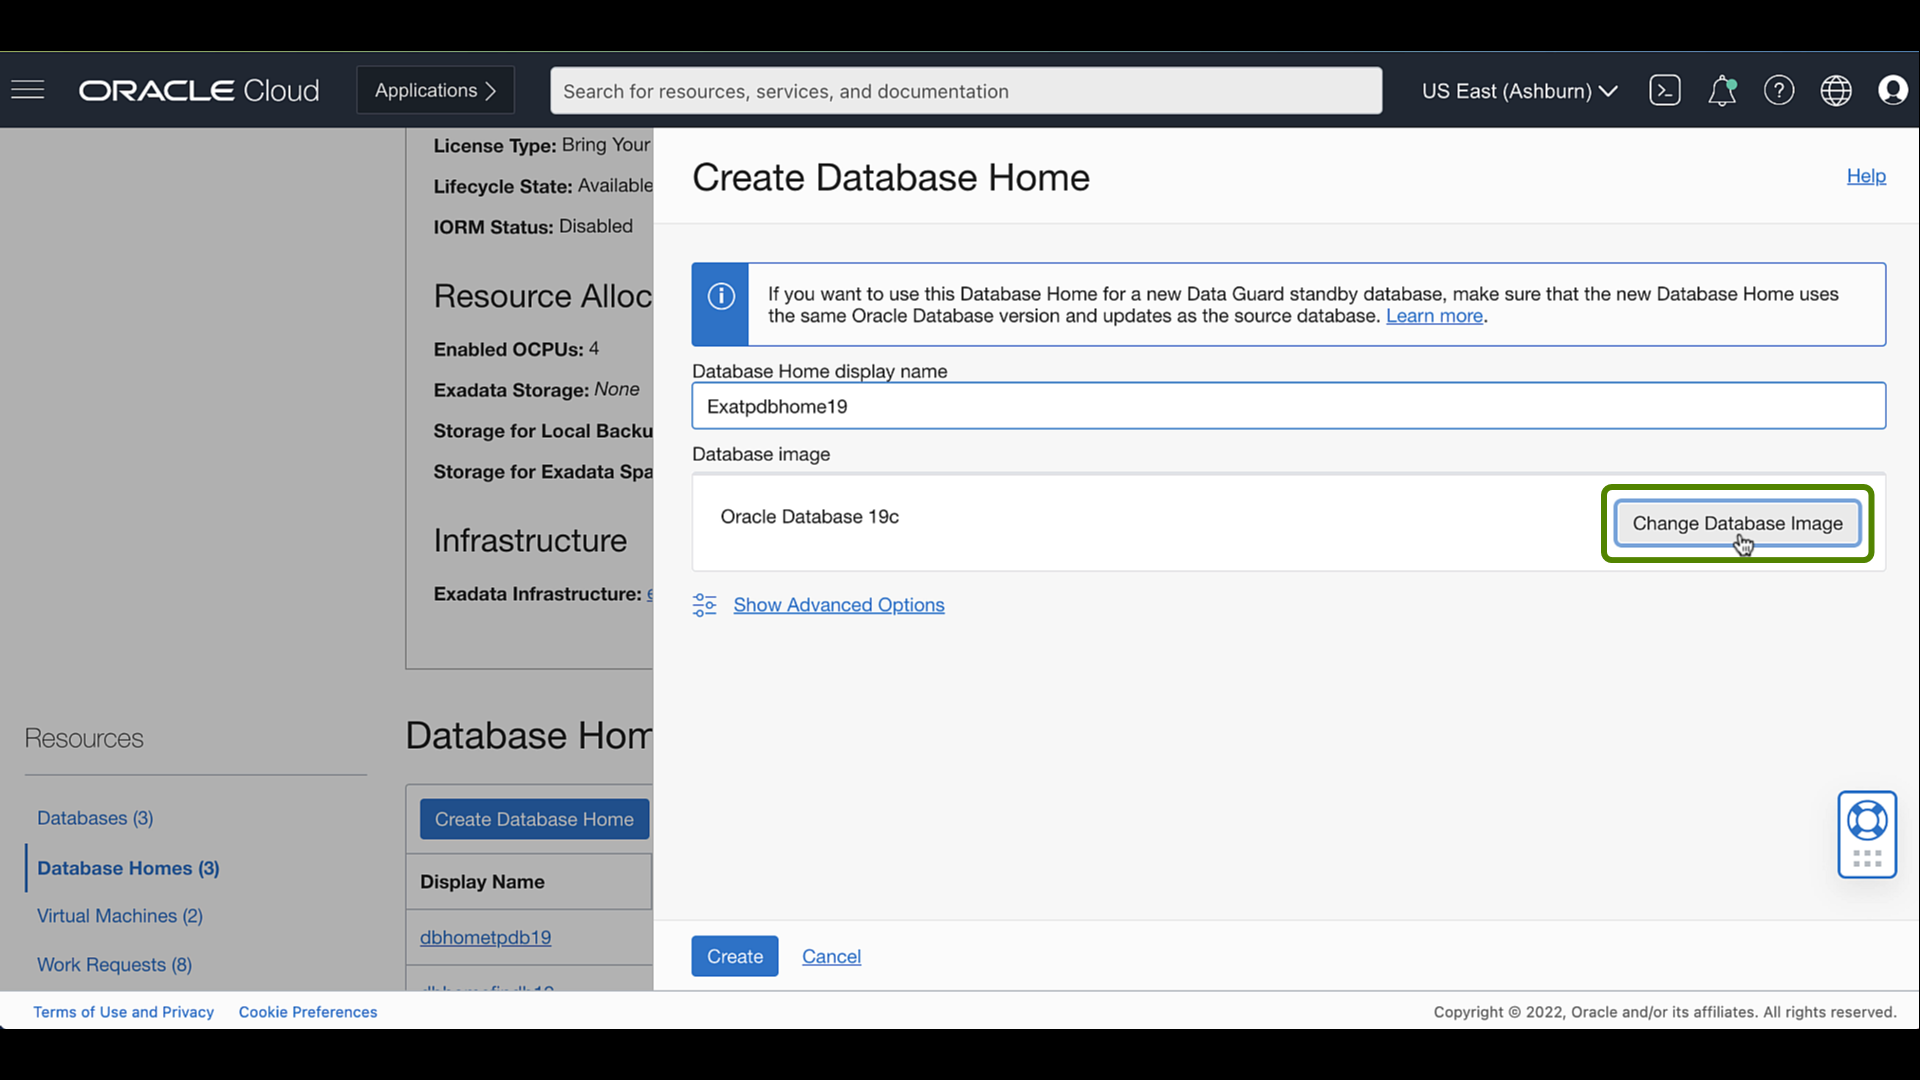 ORACLE Cloud
Applications
Search for resources, services, and documentation
US East (Ashburn)
License Type: Bring Your
Lifecycle State: Available
IORM Status: Disabled
Resource Alloc
Enabled OCPUs: 4
Exadata Storage: None
Storage for Local Backu
Storage for Exadata Spa
Infrastructure
Exadata Infrastructure: e
Resources
Databases (3)
Database Homes (3)
Virtual Machines (2)
Work Requests (8)
Database Hom
Create Database Home
Display Name
dbhometpdb19
Create Database Home
Help
If you want to use this Database Home for a new Data Guard standby database, make sure that the new Database Home uses
the same Oracle Database version and updates as the source database. Learn more.
Database Home display name
Exatpdbhome19
Database image
Oracle Database 19c
Change Database Image
Show Advanced Options
Create
Cancel
Terms of Use and Privacy
Cookie Preferences
Copyright © 2022, Oracle and/or its affiliates. All rights reserved.